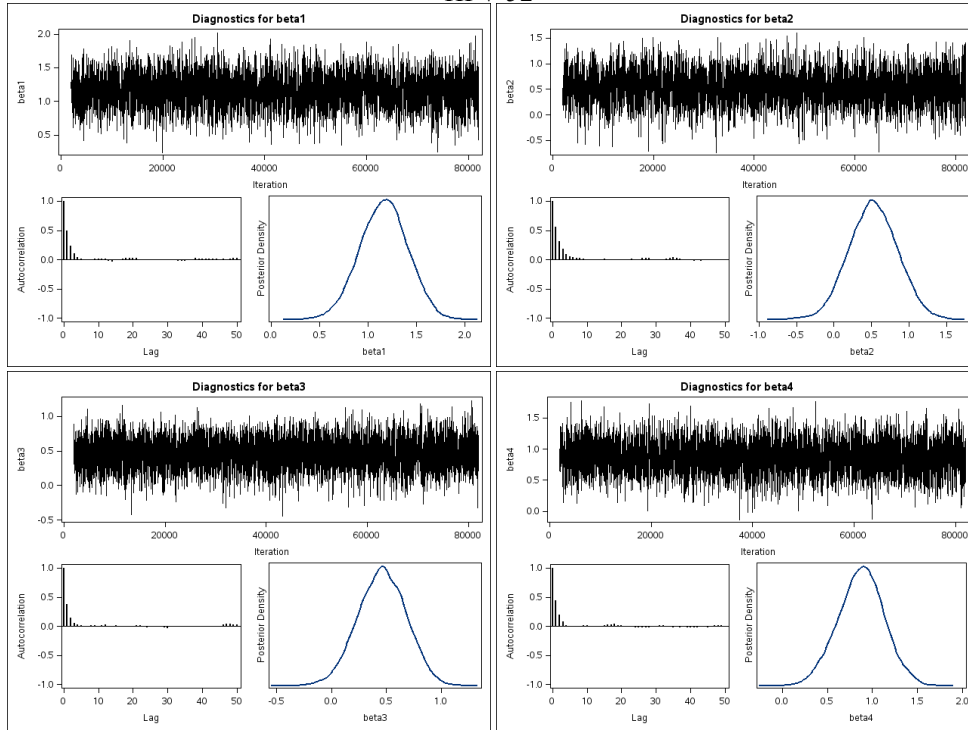 Diagnostics for beta1
beta1
2.0
1.5
1.0
0.5
0 20000 40000 60000 80000
Iteration
Autocorrelation
1.0
0.5
0.0
-0.5
-1.0
0 10 20 30 40 50
Lag
Posterior Density
0.0 0.5 1.0 1.5 2.0
beta1
Diagnostics for beta2
beta2
1.5
1.0
0.5
0.0
-0.5
0 20000 40000 60000 80000
Iteration
Autocorrelation
1.0
0.5
0.0
-0.5
-1.0
0 10 20 30 40 50
Lag
Posterior Density
-1.0 -0.5 0.0 0.5 1.0 1.5
beta2
Diagnostics for beta3
beta3
1.0
0.5
0.0
-0.5
0 20000 40000 60000 80000
Iteration
Autocorrelation
1.0
0.5
0.0
-0.5
-1.0
0 10 20 30 40 50
Lag
Posterior Density
-0.5 0.0 0.5 1.0
beta3
Diagnostics for beta4
beta4
1.5
1.0
0.5
0.0
0 20000 40000 60000 80000
Iteration
Autocorrelation
1.0
0.5
0.0
-0.5
-1.0
0 10 20 30 40 50
Lag
Posterior Density
0.0 0.5 1.0 1.5 2.0
beta4